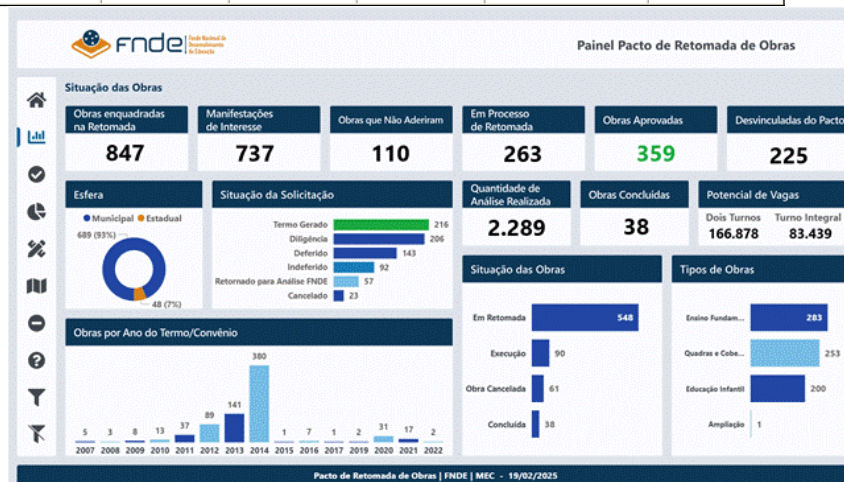 FNDE
Fundo Nacional de
Desenvolvimento
da Educação
Painel Pacto de Retomada de Obras
Situação das Obras
Obras enquadradas
na Retomada
847
Manifestações
de Interesse
737
Obras que Não Aderiram
110
Em Processo
de Retomada
263
Obras Aprovadas
359
Desvinculadas do Pacto
225
Esfera
Municipal Estadual
689 (93%)
48 (7%)
Situação da Solicitação
Termo Gerado 216
Diligência 206
Deferido 143
Indeferido 92
Retornado para Análise FNDE 57
Cancelado 23
Quantidade de
Análise Realizada
2.289
Obras Concluídas
38
Potencial de Vagas
Dois Turnos Turno Integral
166.878 83.439
Situação das Obras
Em Retomada 548
Execução 90
Obra Cancelada 61
Concluída 38
Tipos de Obras
Ensino Fundam... 283
Quadras e Cobe... 253
Educação Infantil 200
Ampliação 1
Obras por Ano do Termo/Convênio
5 3 8 13 37 89 141 380 1 7 1 2 31 17 2
2007 2008 2009 2010 2011 2012 2013 2014 2015 2016 2017 2019 2020 2021 2022
Pacto de Retomada de Obras | FNDE | MEC - 19/02/2025